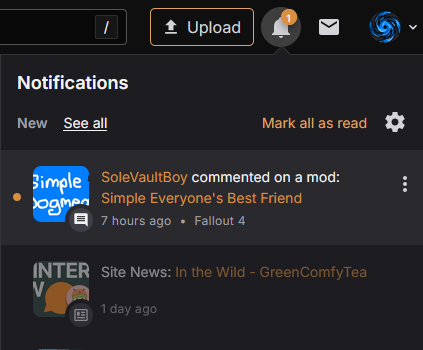 /
Upload
1
Notifications
New See all Mark all as read
Simple
Dogmea
SoleVaultBoy commented on a mod:
Simple Everyone's Best Friend
7 hours ago • Fallout 4
INTER
W
Site News: In the Wild - GreenComfyTea
1 day ago